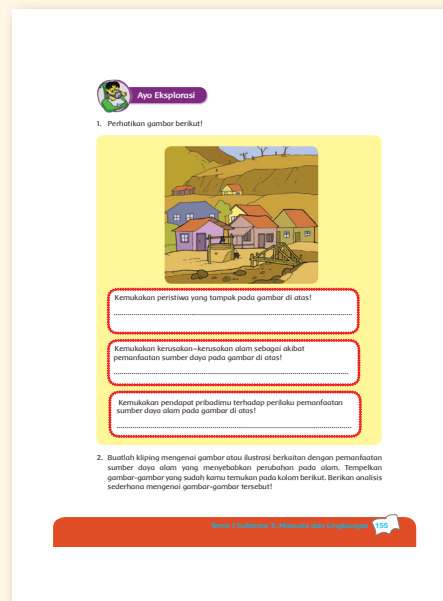 Ayo Eksplorasi
1. Perhatikan gambar berikut!
Kemukakan peristiwa yang tampak pada gambar di atas!
Kemukakan kerusakan–kerusakan alam sebagai akibat
pemanfaatan sumber daya pada gambar di atas!
Kemukakan pendapat pribadimu terhadap perilaku pemanfaatan
sumber daya alam pada gambar di atas!
2. Buatlah kliping mengenai gambar atau ilustrasi berkaitan dengan pemanfaatan
sumber daya alam yang menyebabkan perubahan pada alam. Tempelkan
gambar-gambar yang sudah kamu temukan pada kolom berikut. Berikan analisis
sederhana mengenai gambar-gambar tersebut!
Tema 1 Subtema 3: Manusia dan Lingkungan 155